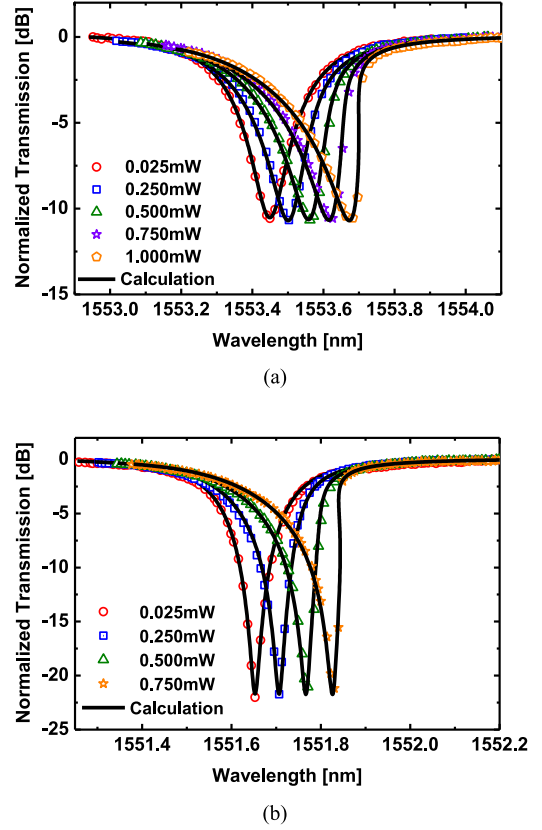 Normalized Transmission [dB]
0
-5
-10
-15
0.025mW
0.250mW
0.500mW
0.750mW
1.000mW
Calculation
1553.0 1553.2 1553.4 1553.6 1553.8 1554.0
Wavelength [nm]
(a)
Normalized Transmission [dB]
0
-5
-10
-15
-20
-25
0.025mW
0.250mW
0.500mW
0.750mW
Calculation
1551.4 1551.6 1551.8 1552.0 1552.2
Wavelength [nm]
(b)